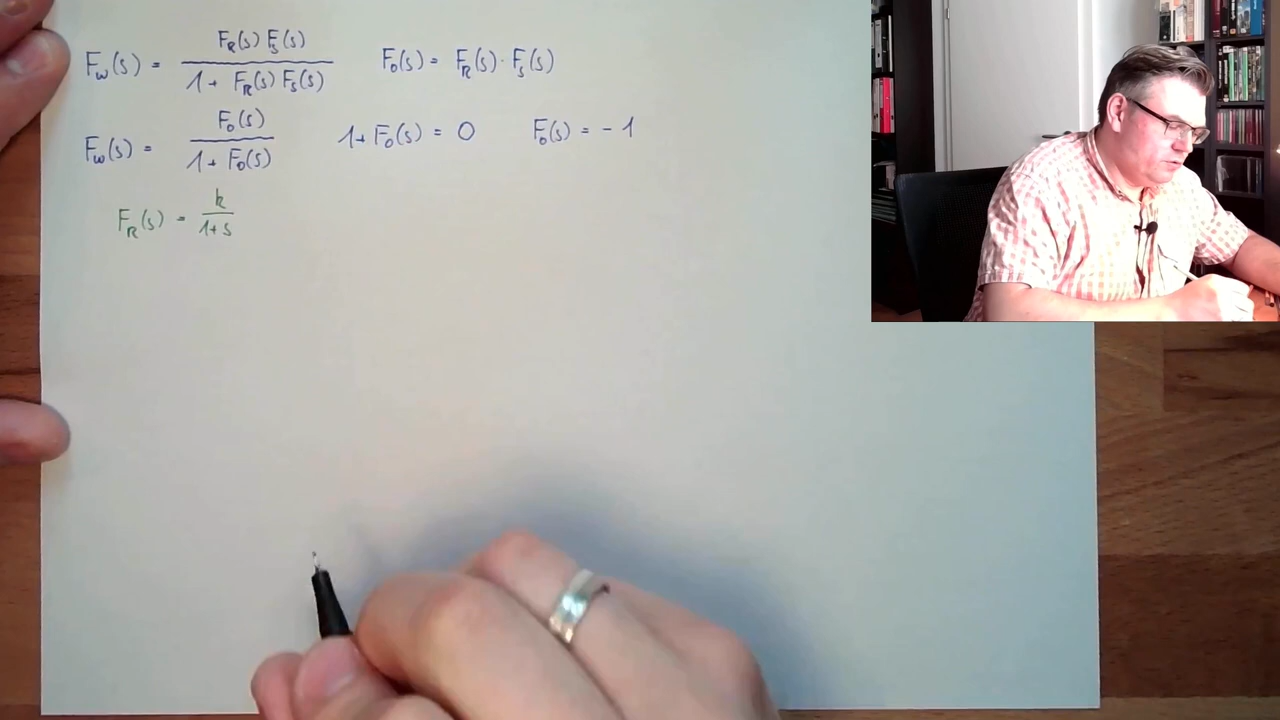 F_W(s) = F_R(s) F_S(s) / 1 + F_R(s) F_S(s)    F_0(s) = F_R(s) · F_S(s)
F_W(s) = F_0(s) / 1 + F_0(s)    1 + F_0(s) = 0    F_0(s) = -1
F_R(s) = k / 1+s